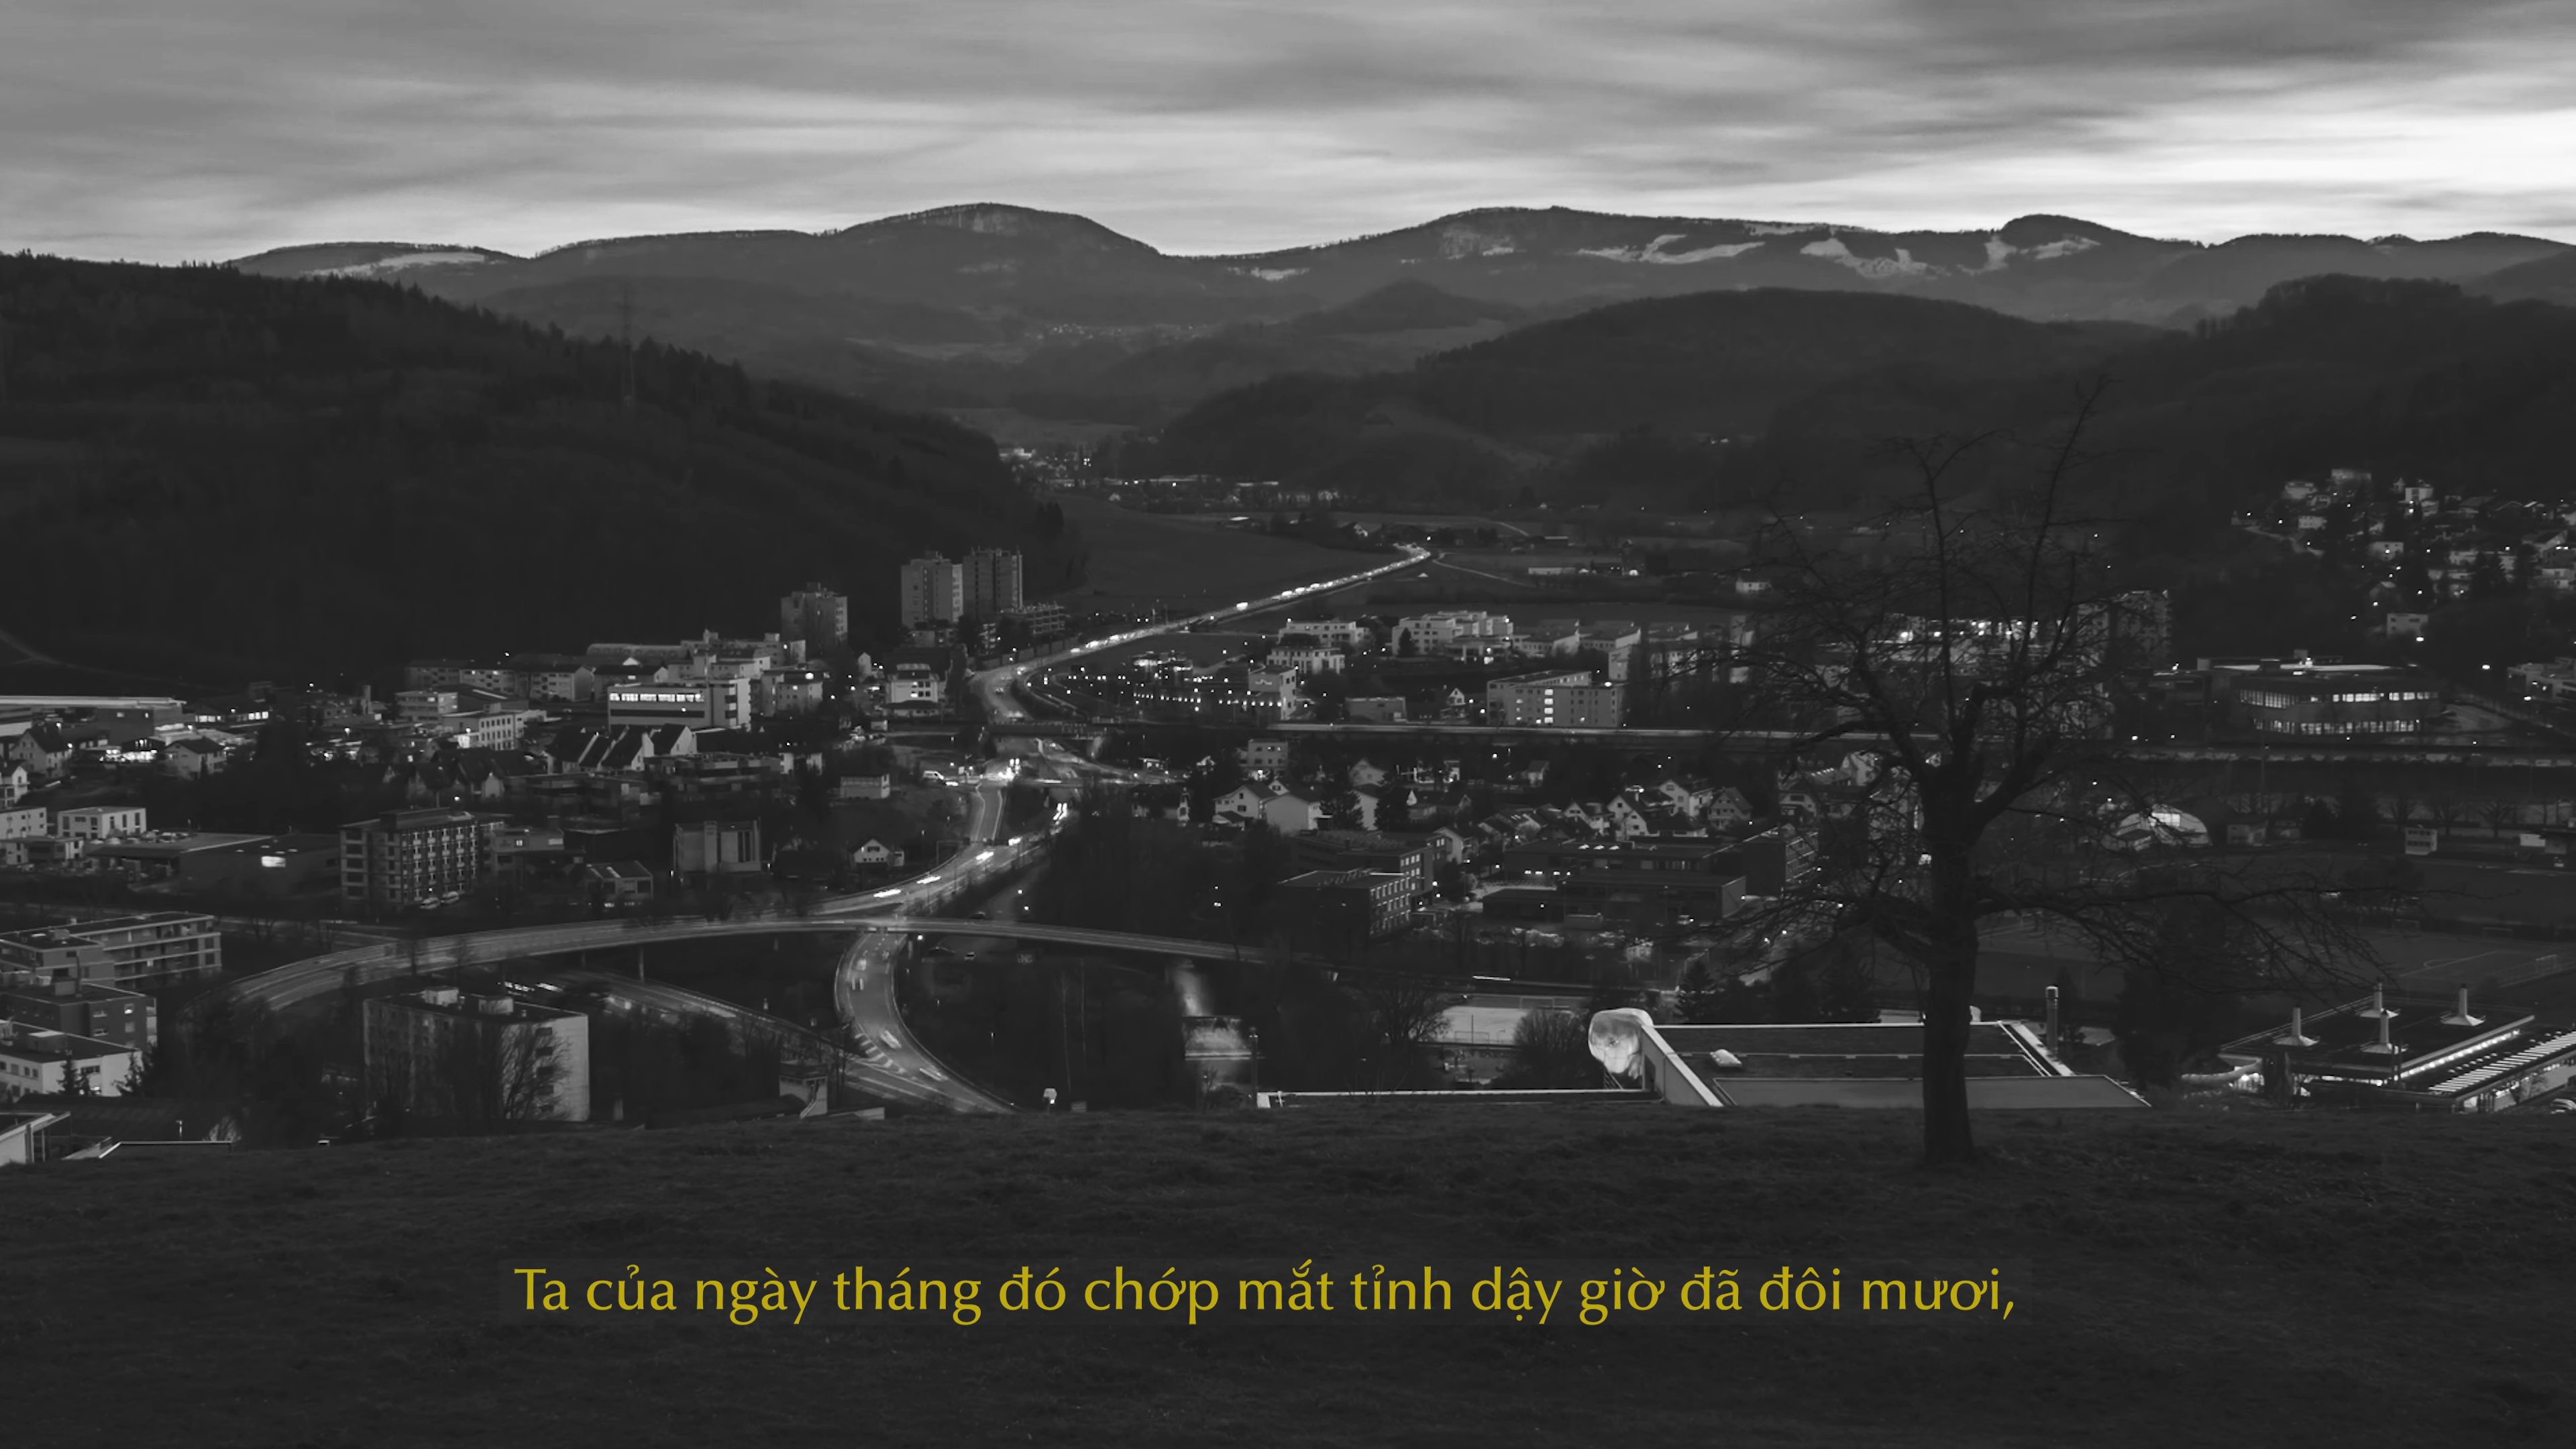 Ta của ngày tháng đó chớp mắt tỉnh dậy giờ đã đôi mươi,